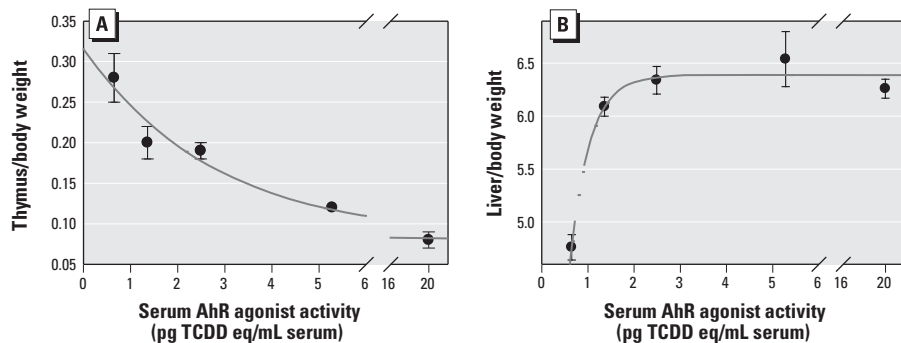 A
Thymus/body weight
0.35
0.30
0.25
0.20
0.15
0.10
0.05
0 1 2 3 4 5 6 16 20
Serum AhR agonist activity
(pg TCDD eq/mL serum)
B
Liver/body weight
6.5
6.0
5.5
5.0
0 1 2 3 4 5 6 16 20
Serum AhR agonist activity
(pg TCDD eq/mL serum)